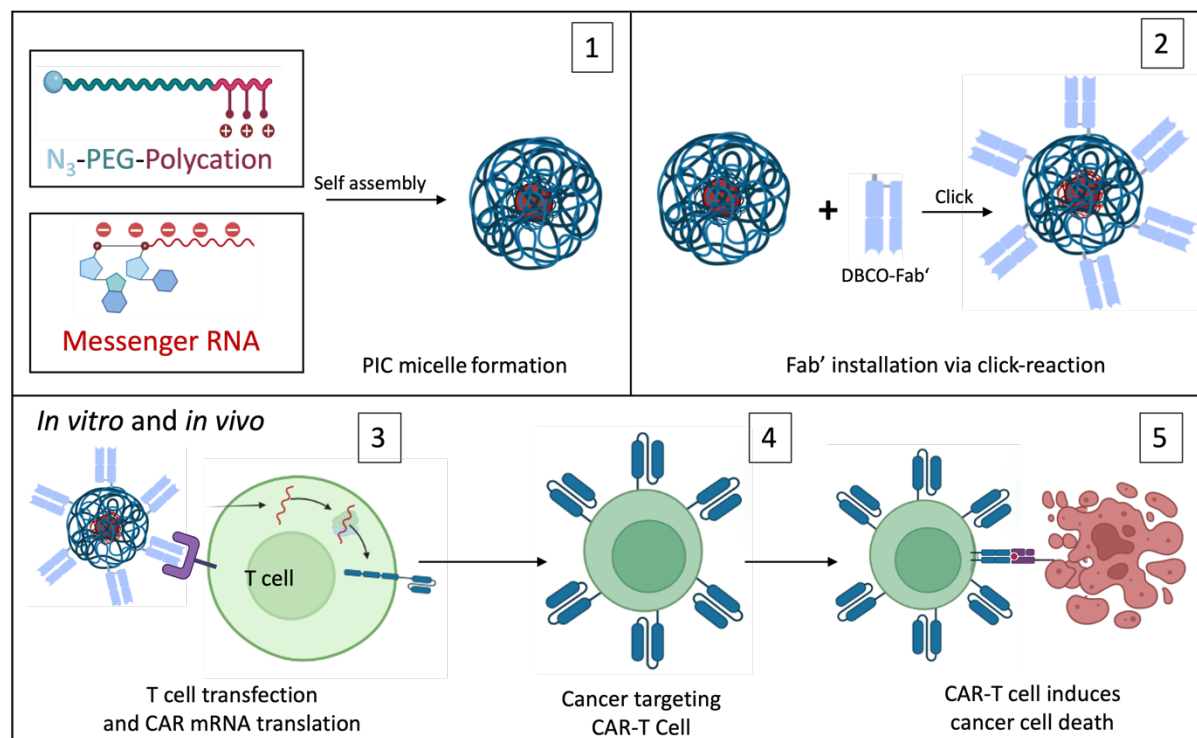 1
+ + +
N₃-PEG-Polycation
Self assembly
− − − − −
Messenger RNA
PIC micelle formation
2
+
Click
DBCO-Fab‘
Fab’ installation via click-reaction
In vitro and in vivo
3
T cell
T cell transfection
and CAR mRNA translation
4
Cancer targeting
CAR-T Cell
5
CAR-T cell induces
cancer cell death